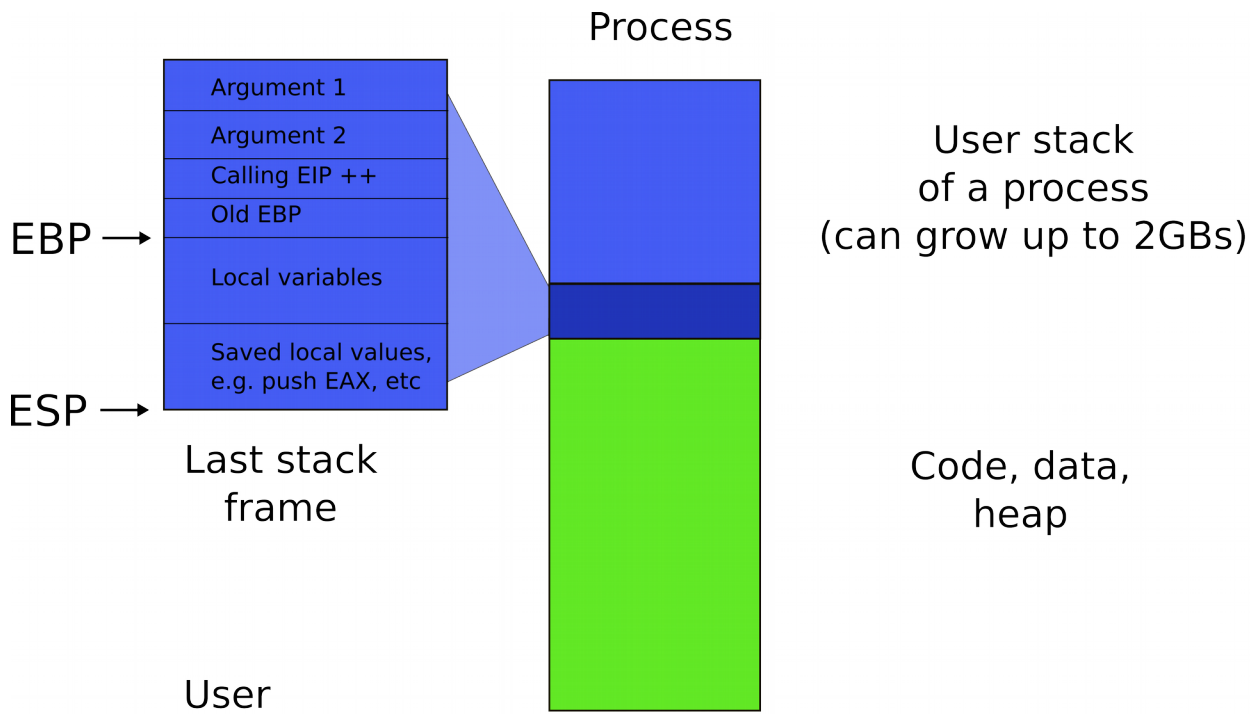 Process
Argument 1
Argument 2
Calling EIP ++
Old EBP
EBP
Local variables
Saved local values,
e.g. push EAX, etc
ESP
Last stack
frame
User stack
of a process
(can grow up to 2GBs)
Code, data,
heap
User